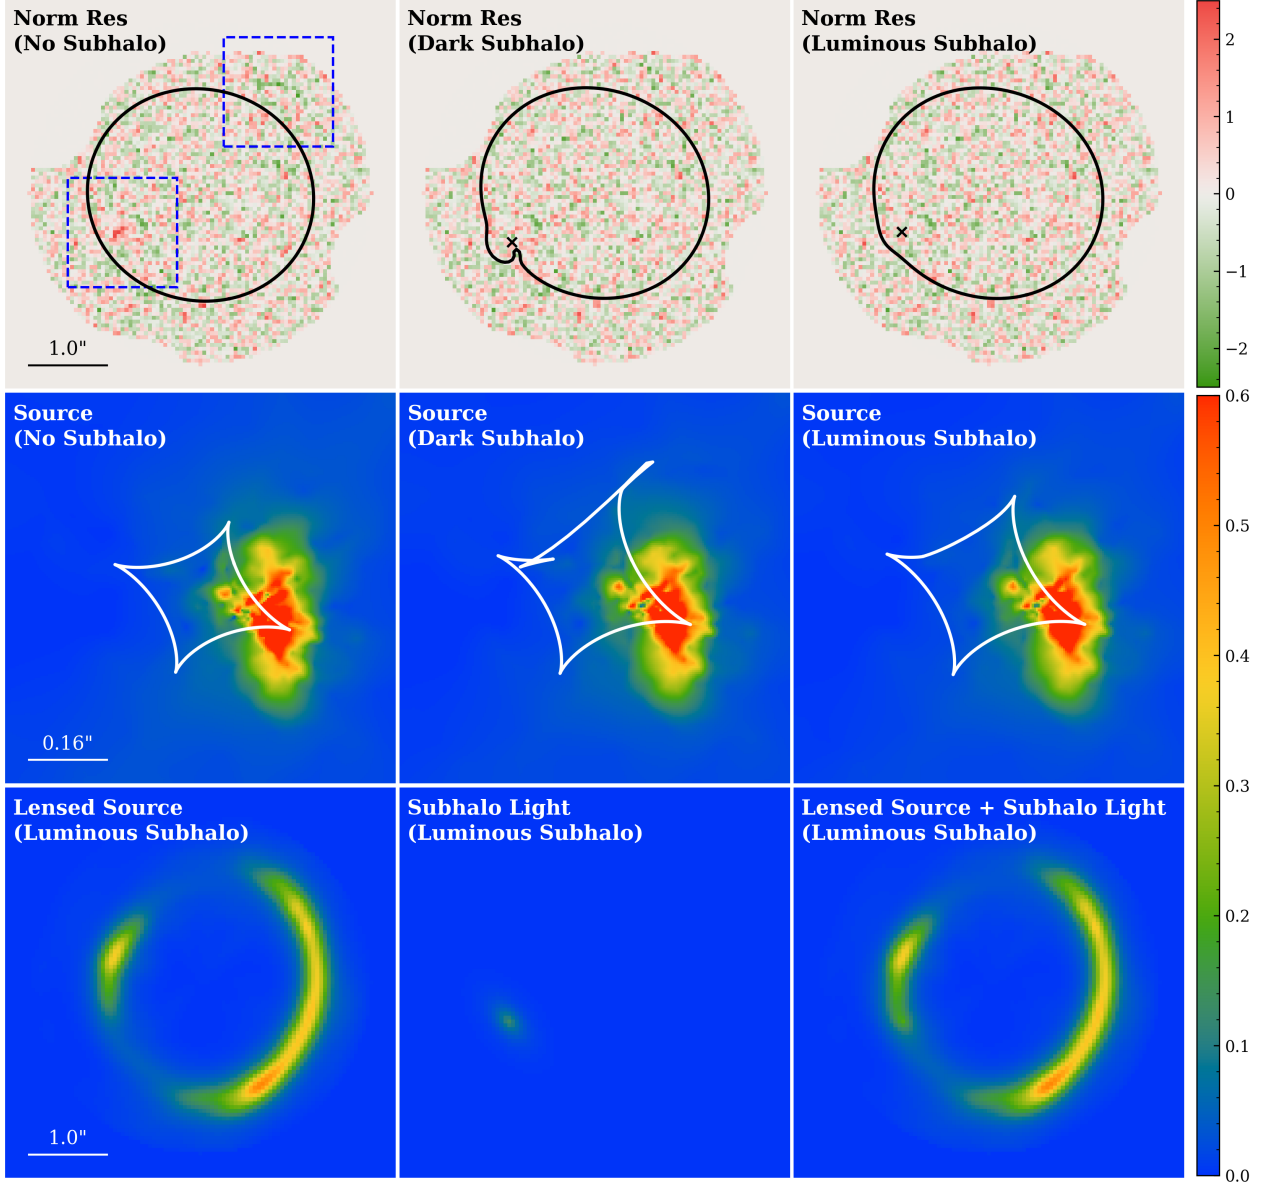 Norm Res
(No Subhalo)
1.0"
Norm Res
(Dark Subhalo)
Norm Res
(Luminous Subhalo)
2
1
0
−1
−2
Source
(No Subhalo)
0.16"
Source
(Dark Subhalo)
Source
(Luminous Subhalo)
Lensed Source
(Luminous Subhalo)
1.0"
Subhalo Light
(Luminous Subhalo)
Lensed Source + Subhalo Light
(Luminous Subhalo)
0.6
0.5
0.4
0.3
0.2
0.1
0.0